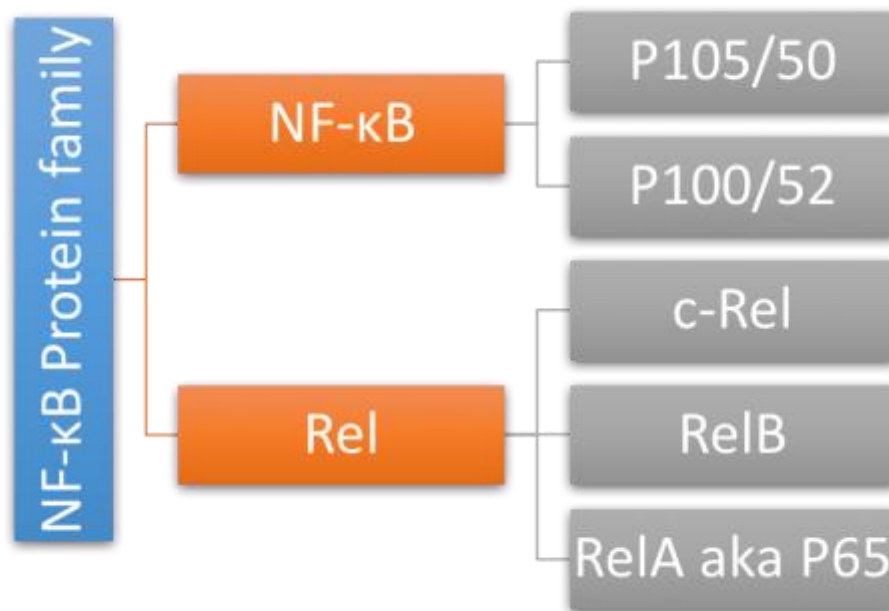 NF-κB Protein family
NF-κB
P105/50
P100/52
Rel
c-Rel
RelB
RelA aka P65